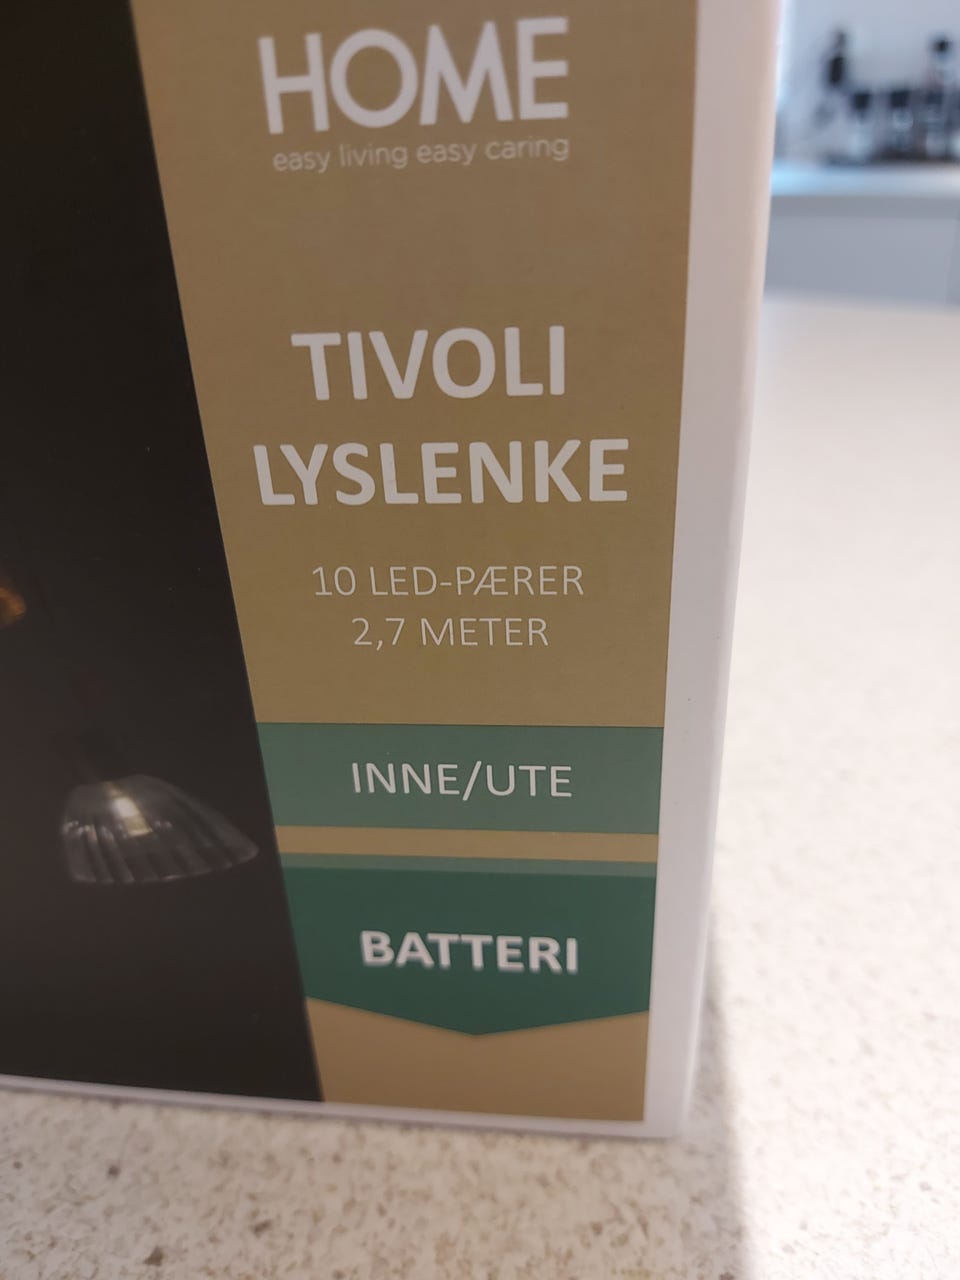 HOME
easy living easy caring
TIVOLI
LYSLENKE
10 LED-PÆRER
2,7 METER
INNE/UTE
BATTERI